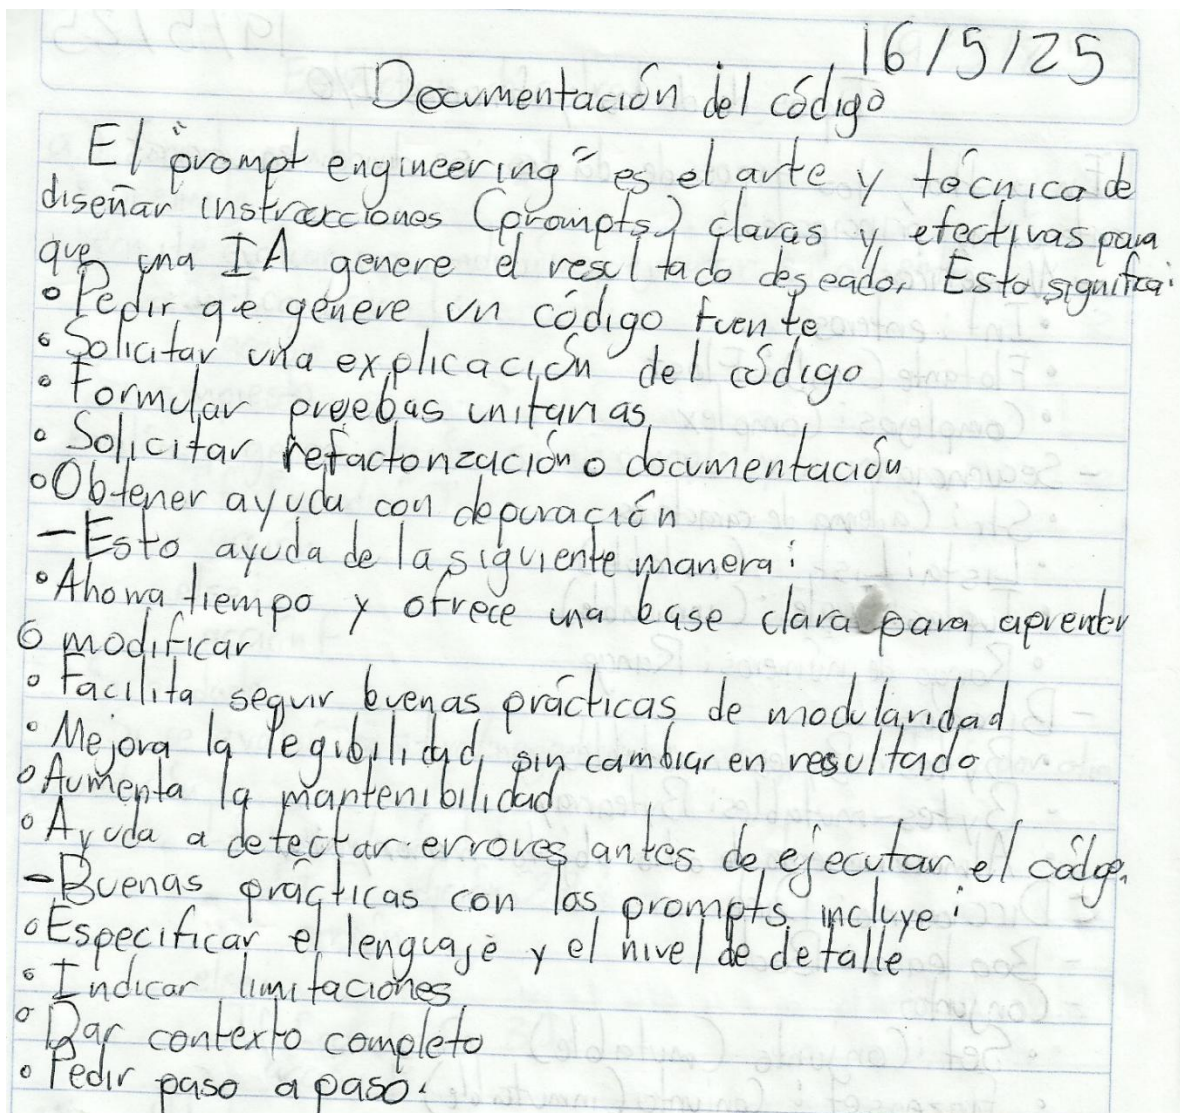 16/5/25
Documentación del código
El "prompt engineering" es el arte y técnica de
diseñar instrucciones (prompts) claras y efectivas para
que una IA genere el resultado deseado. Esto significa:
• Pedir qe genere un código fuente
• Solicitar una explicación del código
• Formular pruebas unitarias
• Solicitar refactorización o documentación
• Obtener ayuda con depuración
- Esto ayuda de la siguiente manera:
• Ahorra tiempo y ofrece una base clara para aprender
o modificar
• Facilita seguir buenas prácticas de modularidad
• Mejora la legibilidad sin cambiar en resultado
• Aumenta la mantenibilidad
• Ayuda a detectar errores antes de ejecutar el código.
- Buenas prácticas con los prompts incluye:
• Especificar el lenguaje y el nivel de detalle
• Indicar limitaciones
• Dar contexto completo
• Pedir paso a paso.